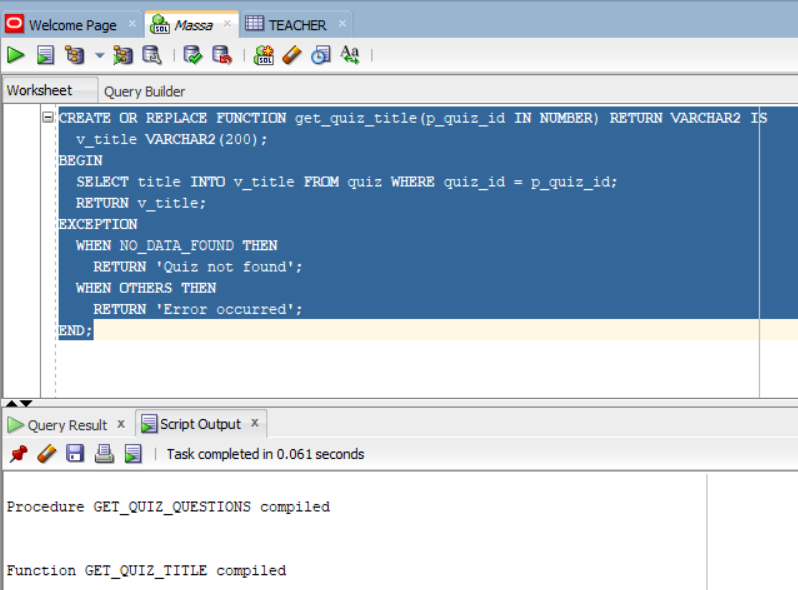 Welcome Page × Massa × TEACHER ×
SQL
Worksheet Query Builder
CREATE OR REPLACE FUNCTION get_quiz_title(p_quiz_id IN NUMBER) RETURN VARCHAR2 IS
v_title VARCHAR2(200);
BEGIN
SELECT title INTO v_title FROM quiz WHERE quiz_id = p_quiz_id;
RETURN v_title;
EXCEPTION
WHEN NO_DATA_FOUND THEN
RETURN 'Quiz not found';
WHEN OTHERS THEN
RETURN 'Error occurred';
END;
Query Result x Script Output x
Task completed in 0.061 seconds
Procedure GET_QUIZ_QUESTIONS compiled
Function GET_QUIZ_TITLE compiled